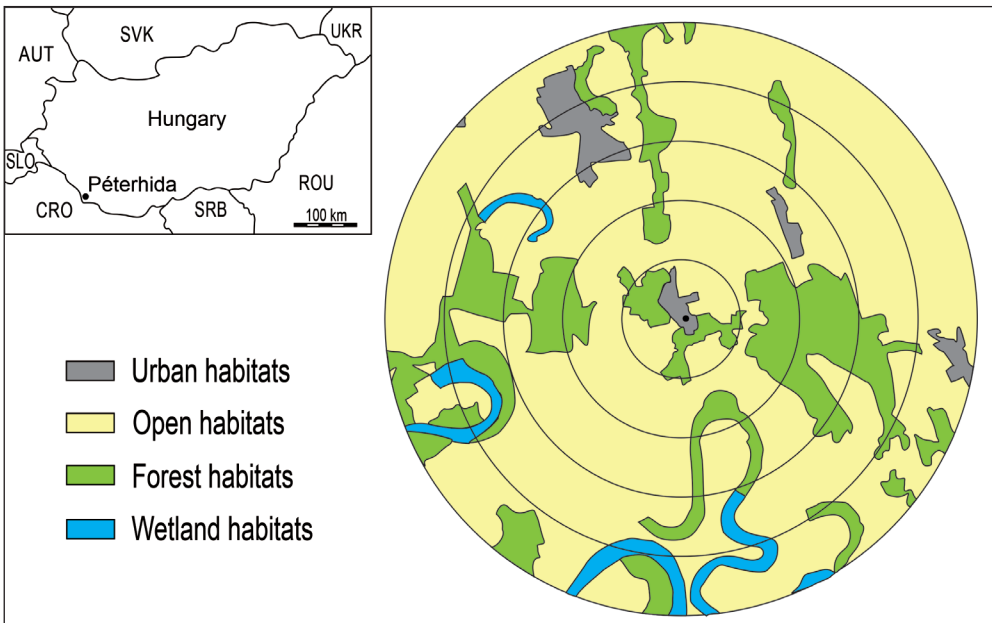 SVK
UKR
AUT
Hungary
SLO
Péterhida
ROU
CRO
SRB
100 km
Urban habitats
Open habitats
Forest habitats
Wetland habitats